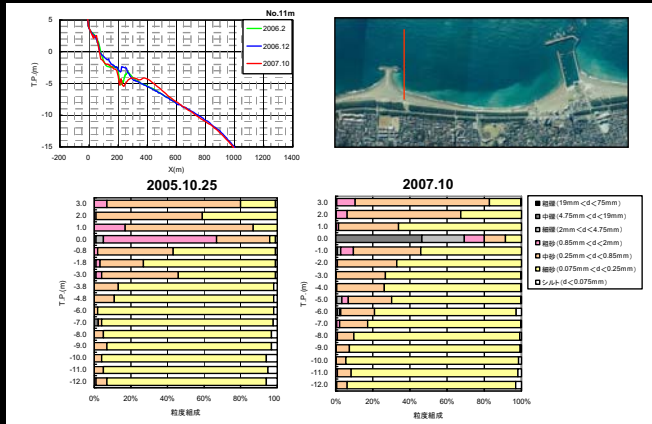 No.11m
2006.2
2006.12
2007.10
T.P.(m)
5
0
-5
-10
-15
-200 0 200 400 600 800 1000 1200 1400
X(m)
2005.10.25
T.P.(m)
3.0
2.0
1.0
0.0
-0.8
-1.8
-3.0
-3.8
-4.8
-6.0
-7.0
-8.0
-9.0
-10.0
-11.0
-12.0
0% 20% 40% 60% 80% 100
粒度組成
2007.10
T.P.(m)
3.0
2.0
1.0
0.0
-1.0
-2.0
-3.0
-4.0
-5.0
-6.0
-7.0
-8.0
-9.0
-10.0
-11.0
-12.0
0% 20% 40% 60% 80% 100%
粒度組成
粗礫(19mm<d<75mm)
中礫(4.75mm<d<19mm)
細礫(2mm<d<4.75mm)
粗砂(0.85mm<d<2mm)
中砂(0.25mm<d<0.85mm)
細砂(0.075mm<d<0.25mm)
シルト(d<0.075mm)